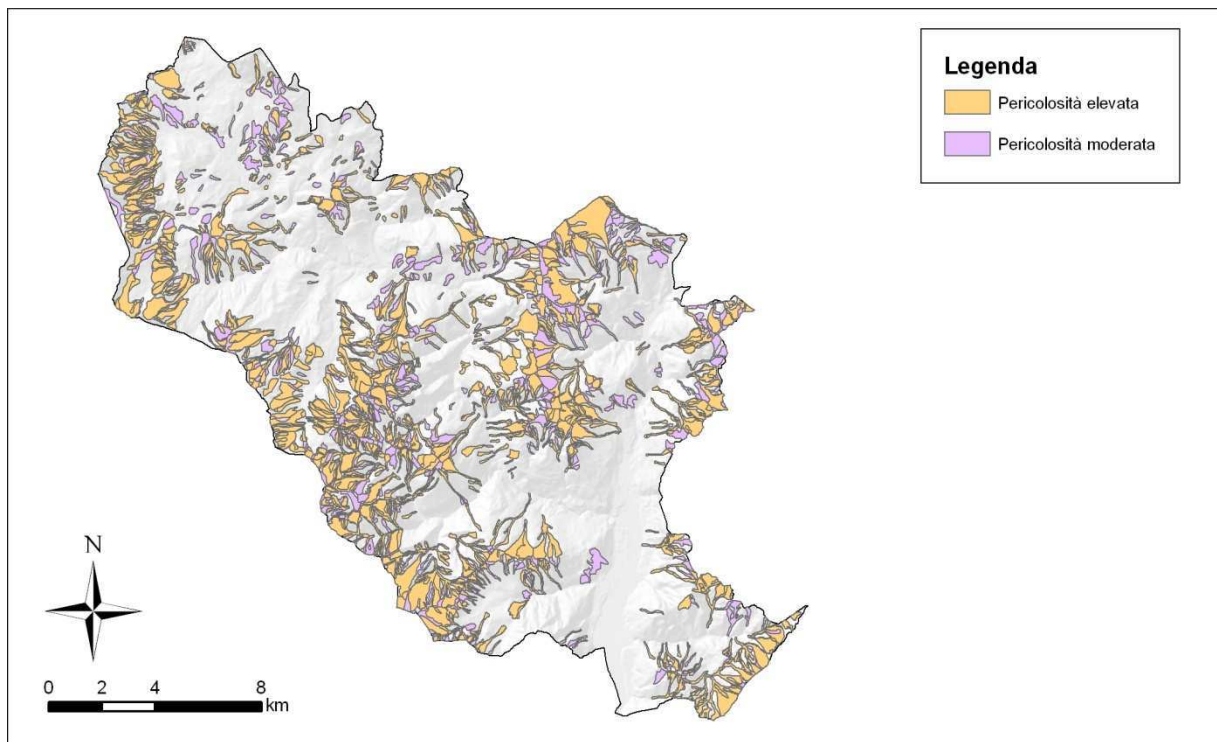 Legenda
Pericolosità elevata
Pericolosità moderata
N
0 2 4 8
km